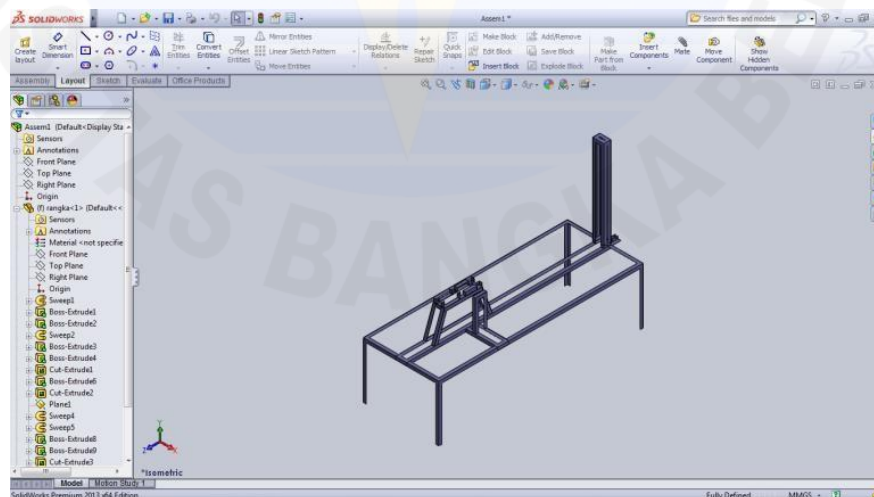 SOLIDWORKS
Assem1 *
Search files and models
Create layout
Smart Dimension
Trim Entities
Convert Entities
Offset Entities
Mirror Entities
Linear Sketch Pattern
Move Entities
Display/Delete Relations
Repair Sketch
Quick Snaps
Make Block
Edit Block
Insert Block
Add/Remove
Save Block
Explode Block
Make Part from Block
Insert Components
Mate
Move Component
Show Hidden Components
Assembly
Layout
Sketch
Evaluate
Office Products
Assem1 (Default<Display Sta
Sensors
Annotations
Front Plane
Top Plane
Right Plane
Origin
(f) rangka<1> (Default<<
Sensors
Annotations
Material <not specifie
Front Plane
Top Plane
Right Plane
Origin
Sweep1
Boss-Extrude1
Boss-Extrude2
Sweep2
Boss-Extrude3
Boss-Extrude4
Cut-Extrude1
Boss-Extrude6
Cut-Extrude2
Plane1
Sweep4
Sweep5
Boss-Extrude8
Boss-Extrude9
Cut-Extrude3
TAS BANGKA B
*Isometric
Model
Motion Study 1
SolidWorks Premium 2013 x64 Edition
Fully Defined
MMGS